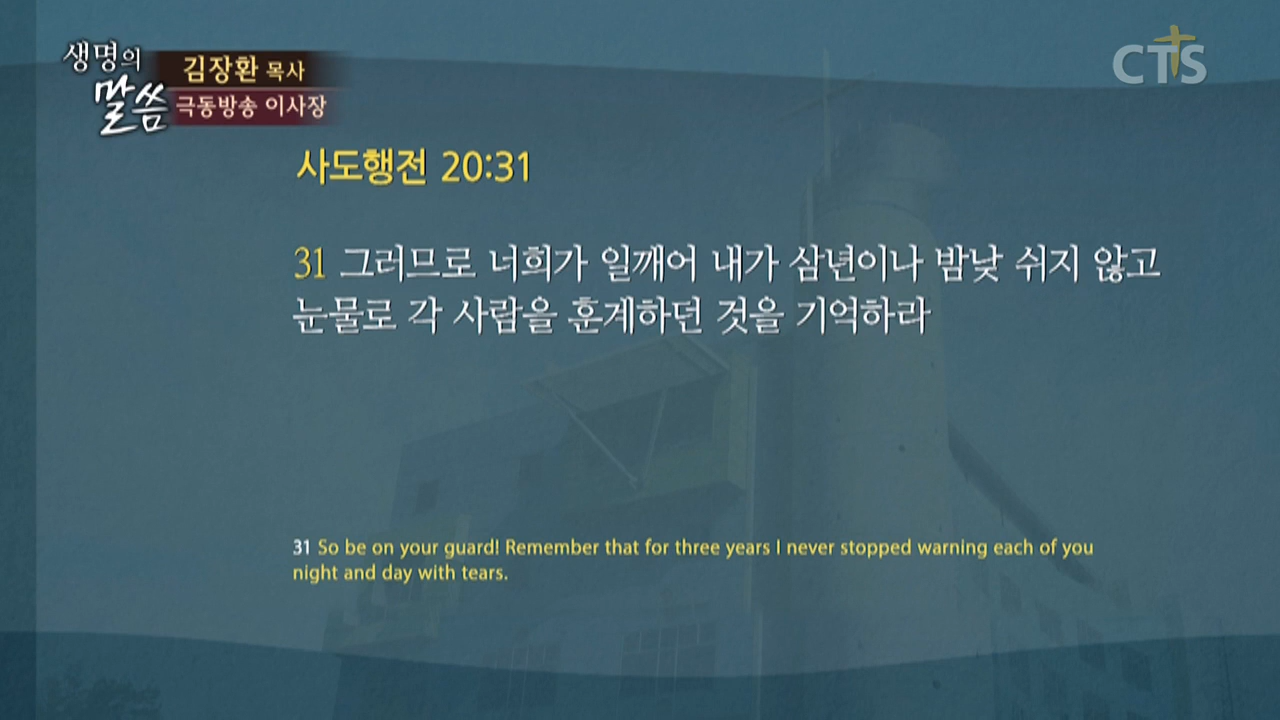 생명의
말씀
김장환 목사
극동방송 이사장
CTS
사도행전 20:31
31 그러므로 너희가 일깨어 내가 삼년이나 밤낮 쉬지 않고
눈물로 각 사람을 훈계하던 것을 기억하라
31 So be on your guard! Remember that for three years I never stopped warning each of you
night and day with tears.